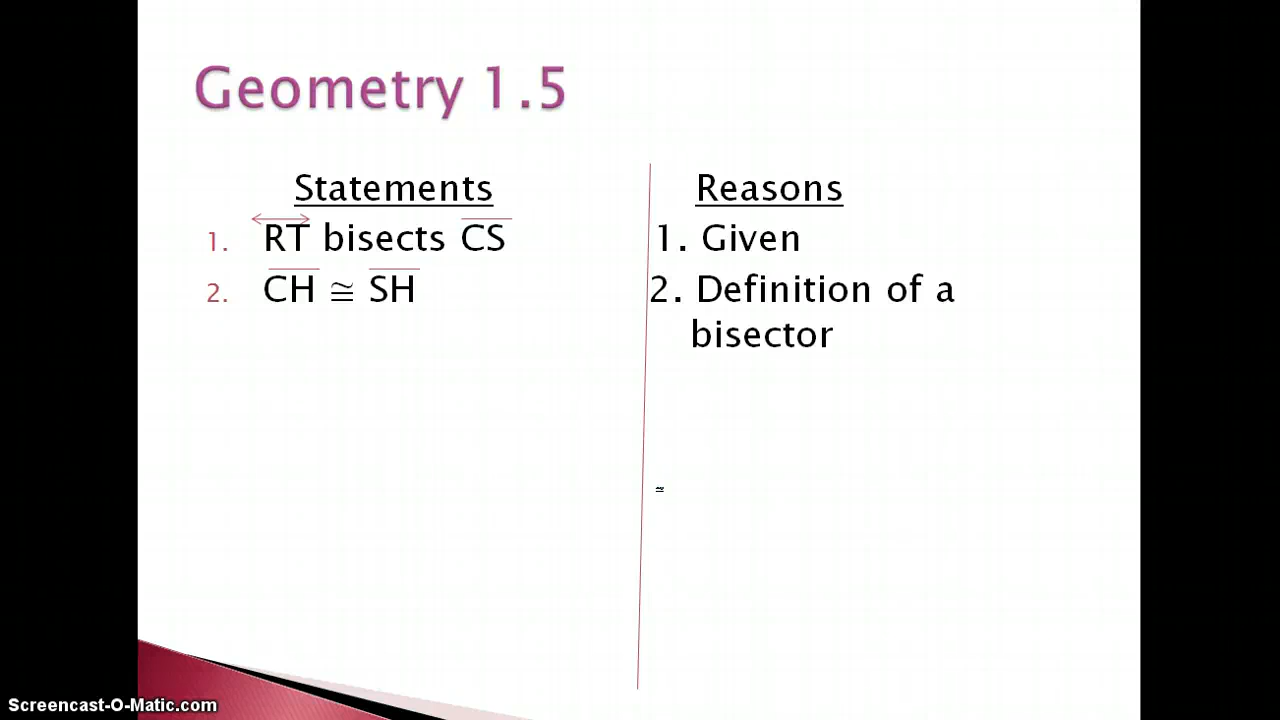 Geometry 1.5
Statements
1. RT bisects CS
2. CH ≅ SH
Reasons
1. Given
2. Definition of a
bisector
≅
Screencast-O-Matic.com